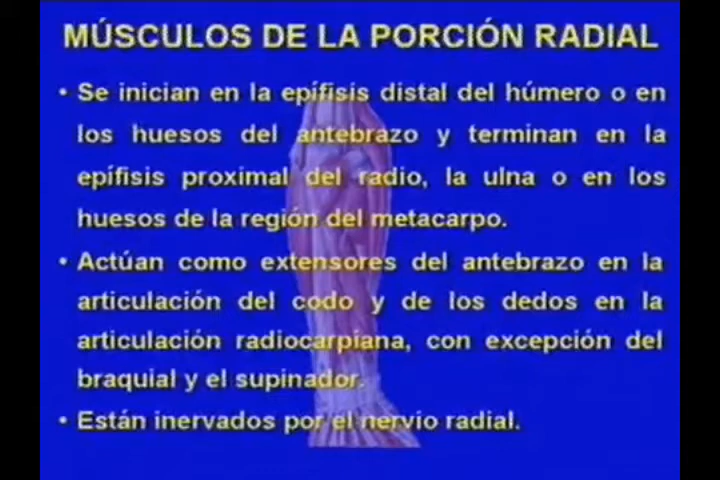 MÚSCULOS DE LA PORCIÓN RADIAL
• Se inician en la epífisis distal del húmero o en
los huesos del antebrazo y terminan en la
epífisis proximal del radio, la ulna o en los
huesos de la región del metacarpo.
• Actúan como extensores del antebrazo en la
articulación del codo y de los dedos en la
articulación radiocarpiana, con excepción del
braquial y el supinador.
• Están inervados por el nervio radial.